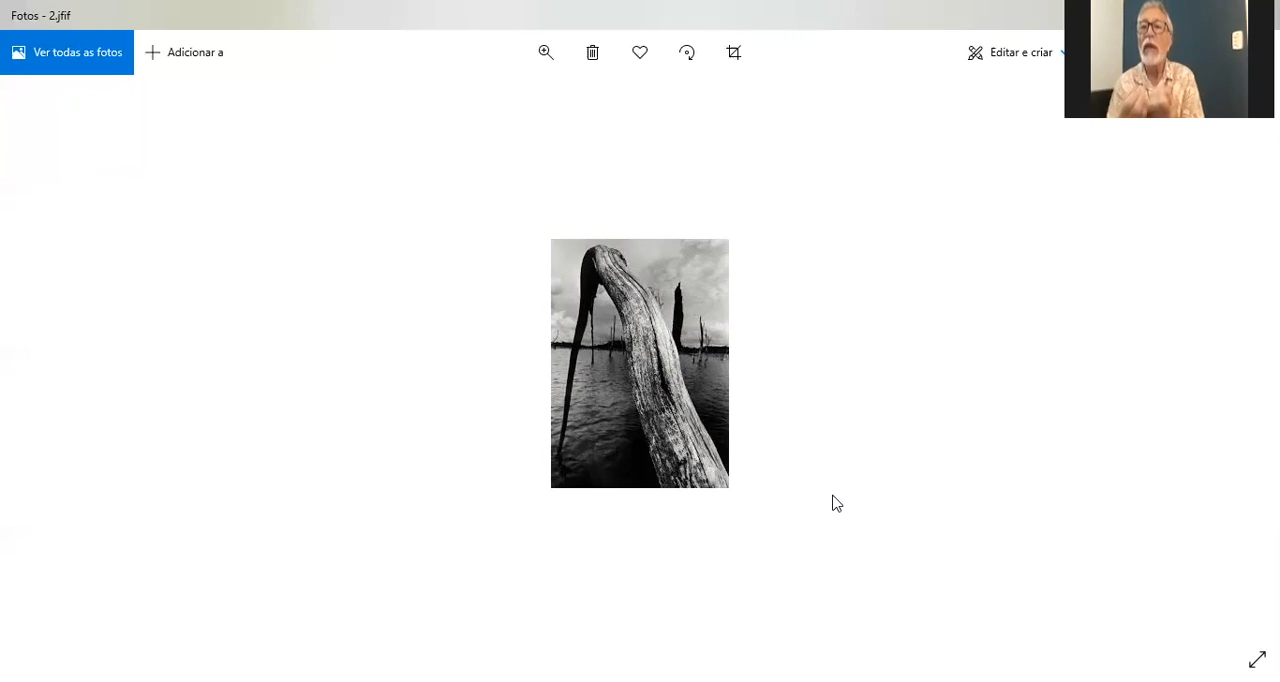 Fotos - 2.jfif
Ver todas as fotos
Adicionar a
Editar e criar